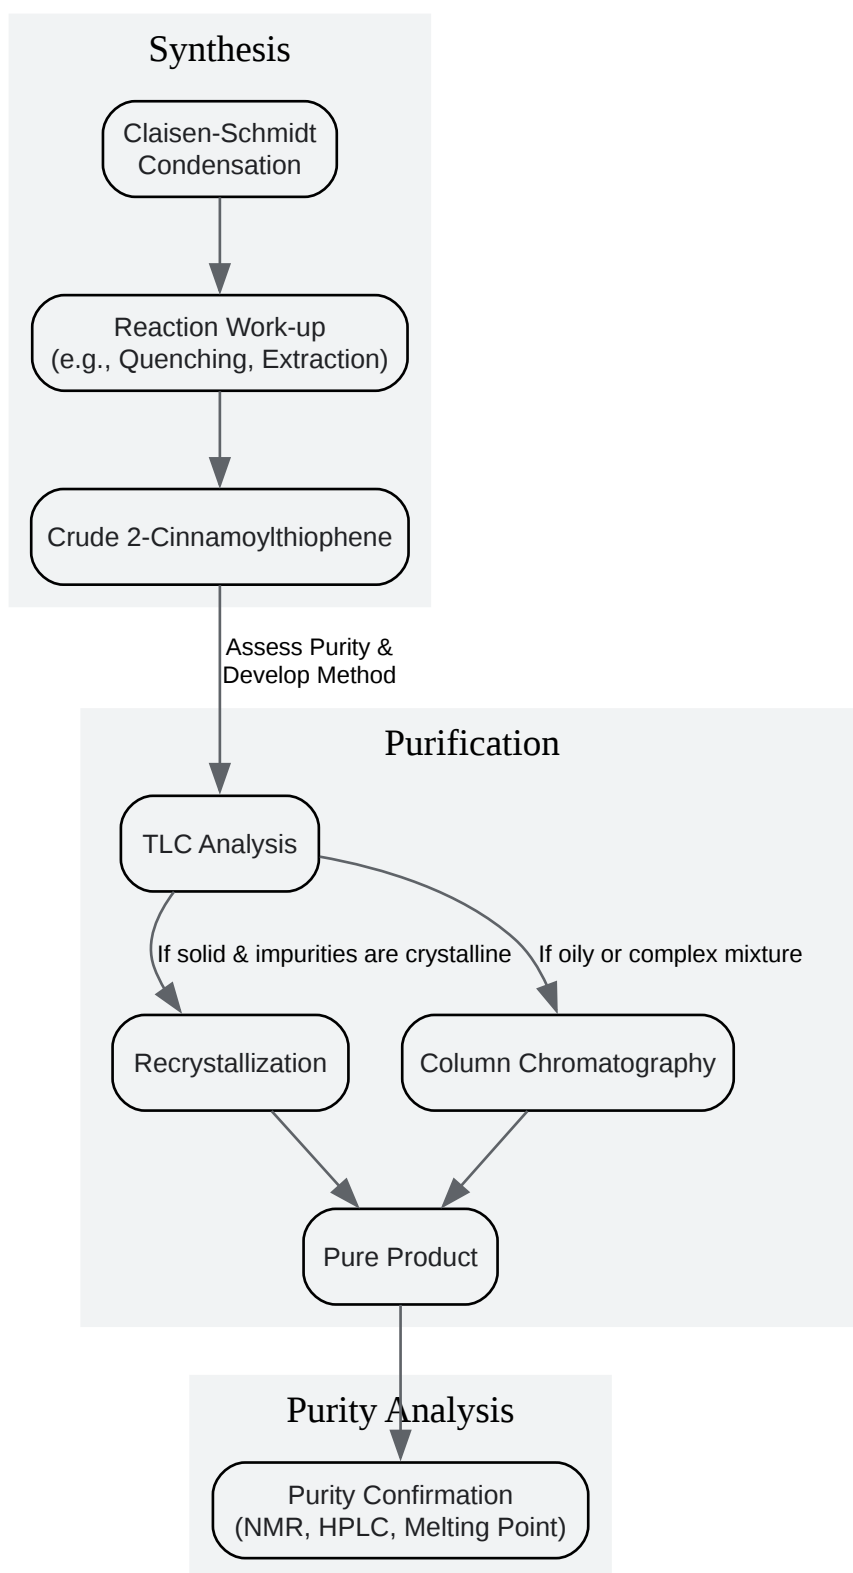 Synthesis
Claisen-Schmidt
Condensation
Reaction Work-up
(e.g., Quenching, Extraction)
Crude 2-Cinnamoylthiophene
Assess Purity &
Develop Method
Purification
TLC Analysis
If solid & impurities are crystalline
If oily or complex mixture
Recrystallization
Column Chromatography
Pure Product
Purity Analysis
Purity Confirmation
(NMR, HPLC, Melting Point)